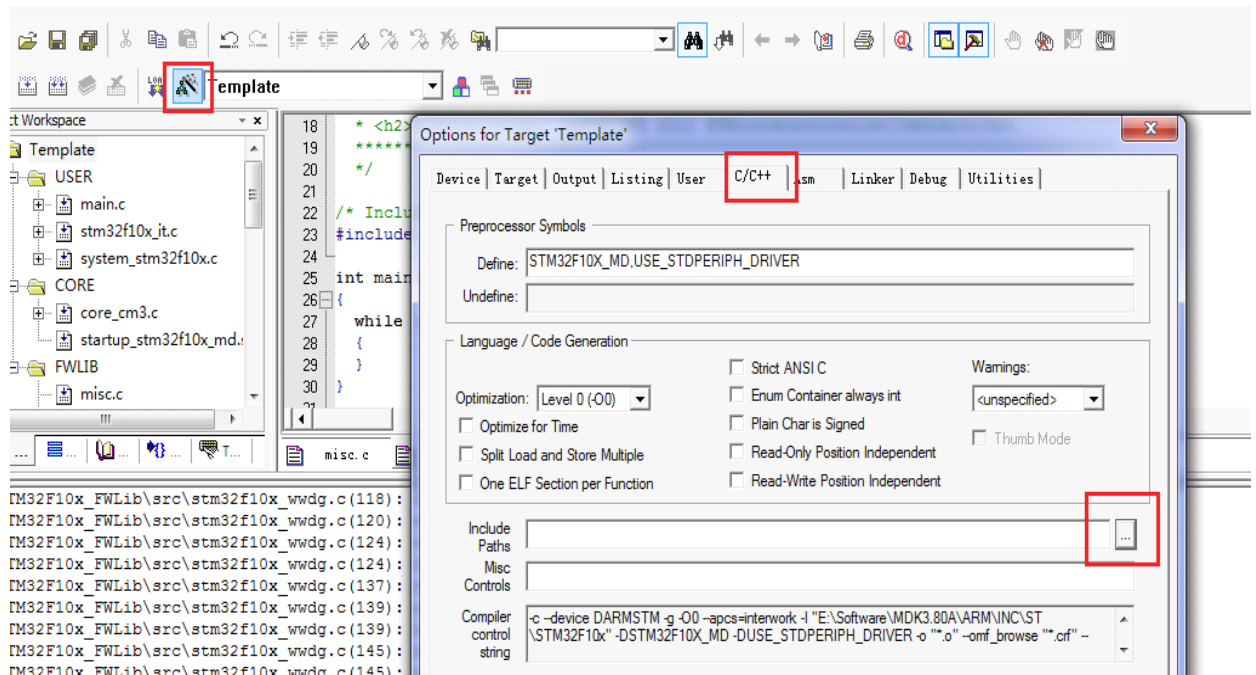 Template
ct Workspace
Template
USER
main.c
stm32f10x_it.c
system_stm32f10x.c
CORE
core_cm3.c
startup_stm32f10x_md.s
FWLIB
misc.c
... ... ... ... T...
18 * <h2>
19 ******
20 */
21
22 /* Inclu
23 #include
24
25 int main
26 {
27 while
28 {
29 }
30 }
misc.c
Options for Target 'Template'
Device Target Output Listing User C/C++ Asm Linker Debug Utilities
Preprocessor Symbols
Define: STM32F10X_MD,USE_STDPERIPH_DRIVER
Undefine:
Language / Code Generation
Optimization: Level 0 (-O0)
Optimize for Time
Split Load and Store Multiple
One ELF Section per Function
Strict ANSI C
Enum Container always int
Plain Char is Signed
Read-Only Position Independent
Read-Write Position Independent
Warnings:
<unspecified>
Thumb Mode
Include
Paths
...
Misc
Controls
Compiler
control
string
-c --device DARMSTM -g -O0 --apcs=interwork -I "E:\Software\MDK3.80A\ARM\INC\ST
\STM32F10x" -DSTM32F10X_MD -DUSE_STDPERIPH_DRIVER -o "*.o" --omf_browse "*.crf" --
TM32F10x_FWLib\src\stm32f10x_wwdg.c(118):
TM32F10x_FWLib\src\stm32f10x_wwdg.c(120):
TM32F10x_FWLib\src\stm32f10x_wwdg.c(124):
TM32F10x_FWLib\src\stm32f10x_wwdg.c(124):
TM32F10x_FWLib\src\stm32f10x_wwdg.c(137):
TM32F10x_FWLib\src\stm32f10x_wwdg.c(139):
TM32F10x_FWLib\src\stm32f10x_wwdg.c(139):
TM32F10x_FWLib\src\stm32f10x_wwdg.c(145):
TM32F10x_FWLib\src\stm32f10x_wwdg.c(145):